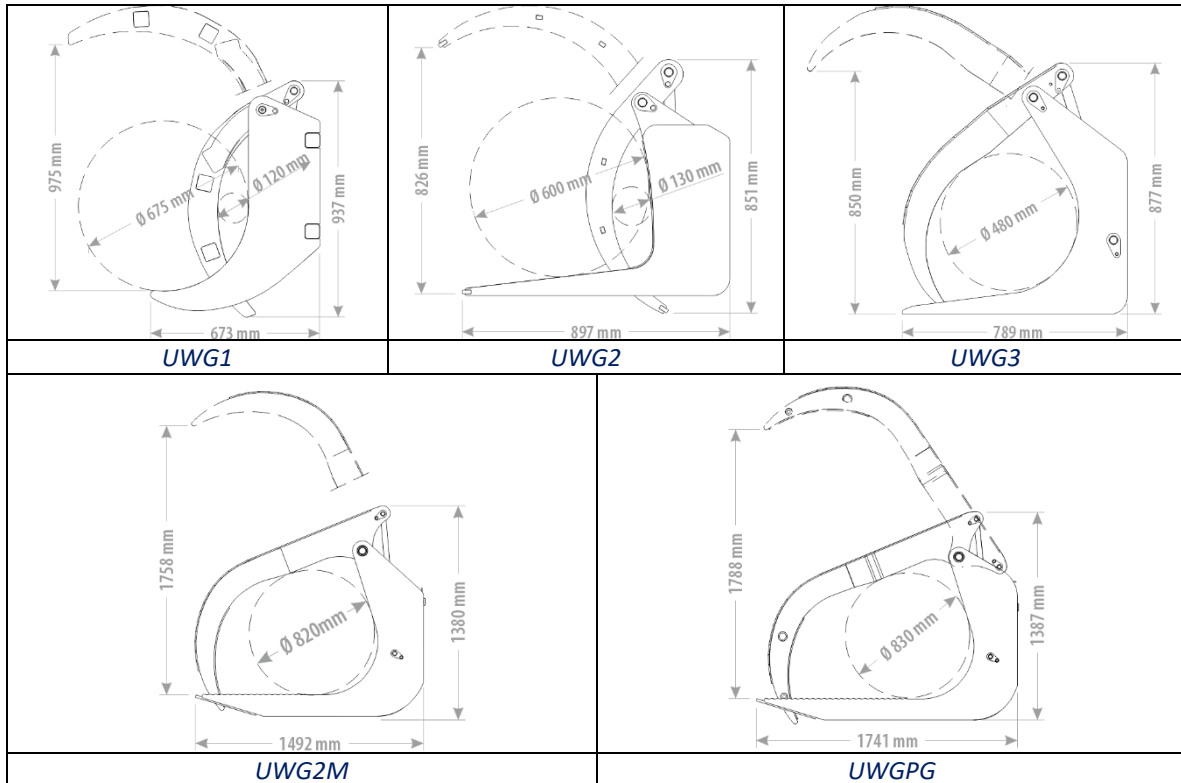 975 mm
Ø 675 mm
Ø 120 mm
937 mm
673 mm
UWG1
826 mm
Ø 600 mm
Ø 130 mm
851 mm
897 mm
UWG2
850 mm
Ø 480 mm
877 mm
789 mm
UWG3
1758 mm
Ø 820mm
1380 mm
1492 mm
UWG2M
1788 mm
Ø 830 mm
1387 mm
1741 mm
UWGPG